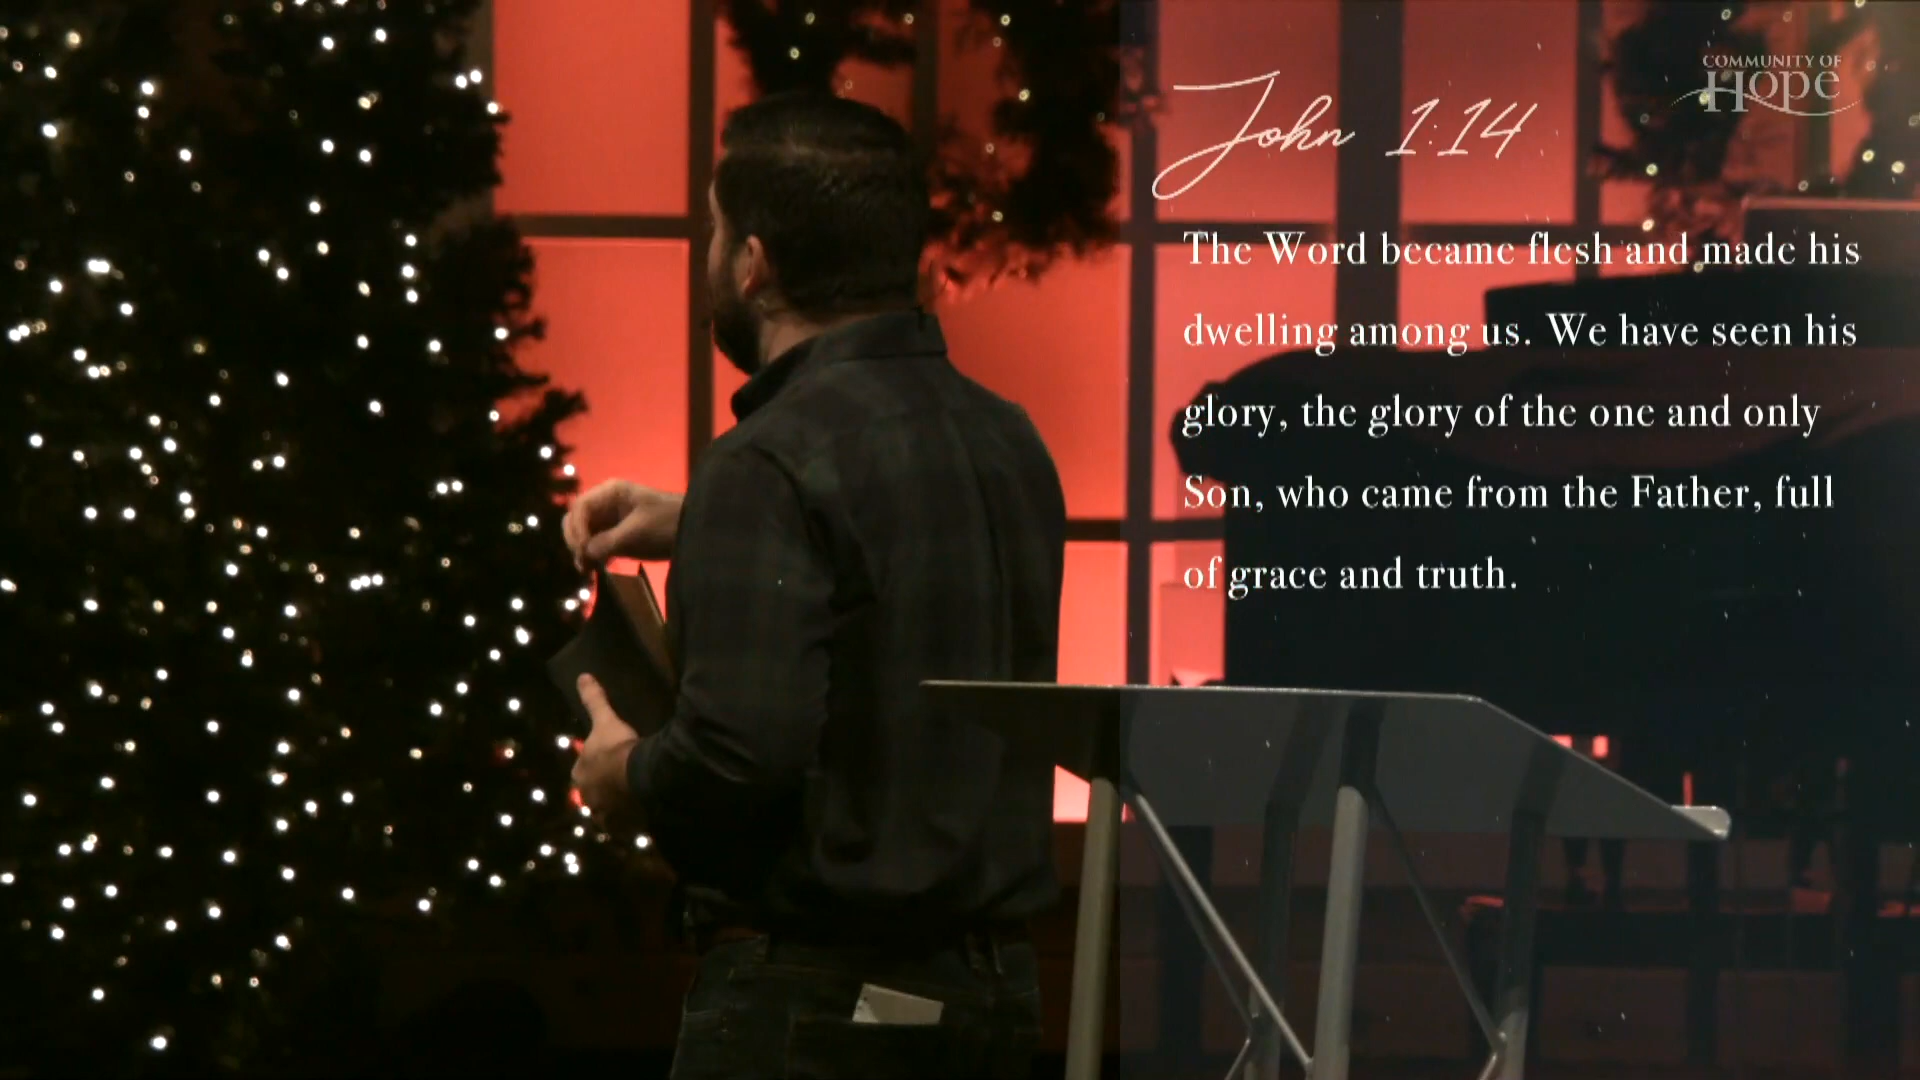 COMMUNITY OF
Hope
John 1:14
The Word became flesh and made his
dwelling among us. We have seen his
glory, the glory of the one and only
Son, who came from the Father, full
of grace and truth.